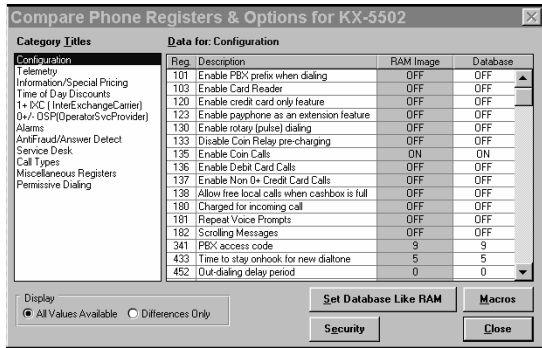 Compare Phone Registers & Options for KX-5502
Category Titles
Data for: Configuration
Configuration
Telemetry
Information/Special Pricing
Time of Day Discounts
1+ IXC ( InterExchangeCarrier)
0+/- OSP(OperatorSvcProvider)
Alarms
AntiFraud/Answer Detect
Service Desk
Call Types
Miscellaneous Registers
Permissive Dialing
Reg. Description RAM Image Database
101 Enable PBX prefix when dialing OFF OFF
103 Enable Card Reader OFF OFF
120 Enable credit card only feature OFF OFF
123 Enable payphone as an extension feature OFF OFF
130 Enable rotary (pulse) dialing OFF OFF
133 Disable Coin Relay pre-charging OFF OFF
135 Enable Coin Calls ON ON
136 Enable Debit Card Calls OFF OFF
137 Enable Non 0+ Credit Card Calls OFF OFF
138 Allow free local calls when cashbox is full OFF OFF
180 Charged for incoming call OFF OFF
181 Repeat Voice Prompts OFF OFF
182 Scrolling Messages OFF OFF
341 PBX access code 9 9
433 Time to stay onhook for new dialtone 5 5
452 Out-dialing delay period 0 0
Display
All Values Available Differences Only
Set Database Like RAM
Macros
Security
Close